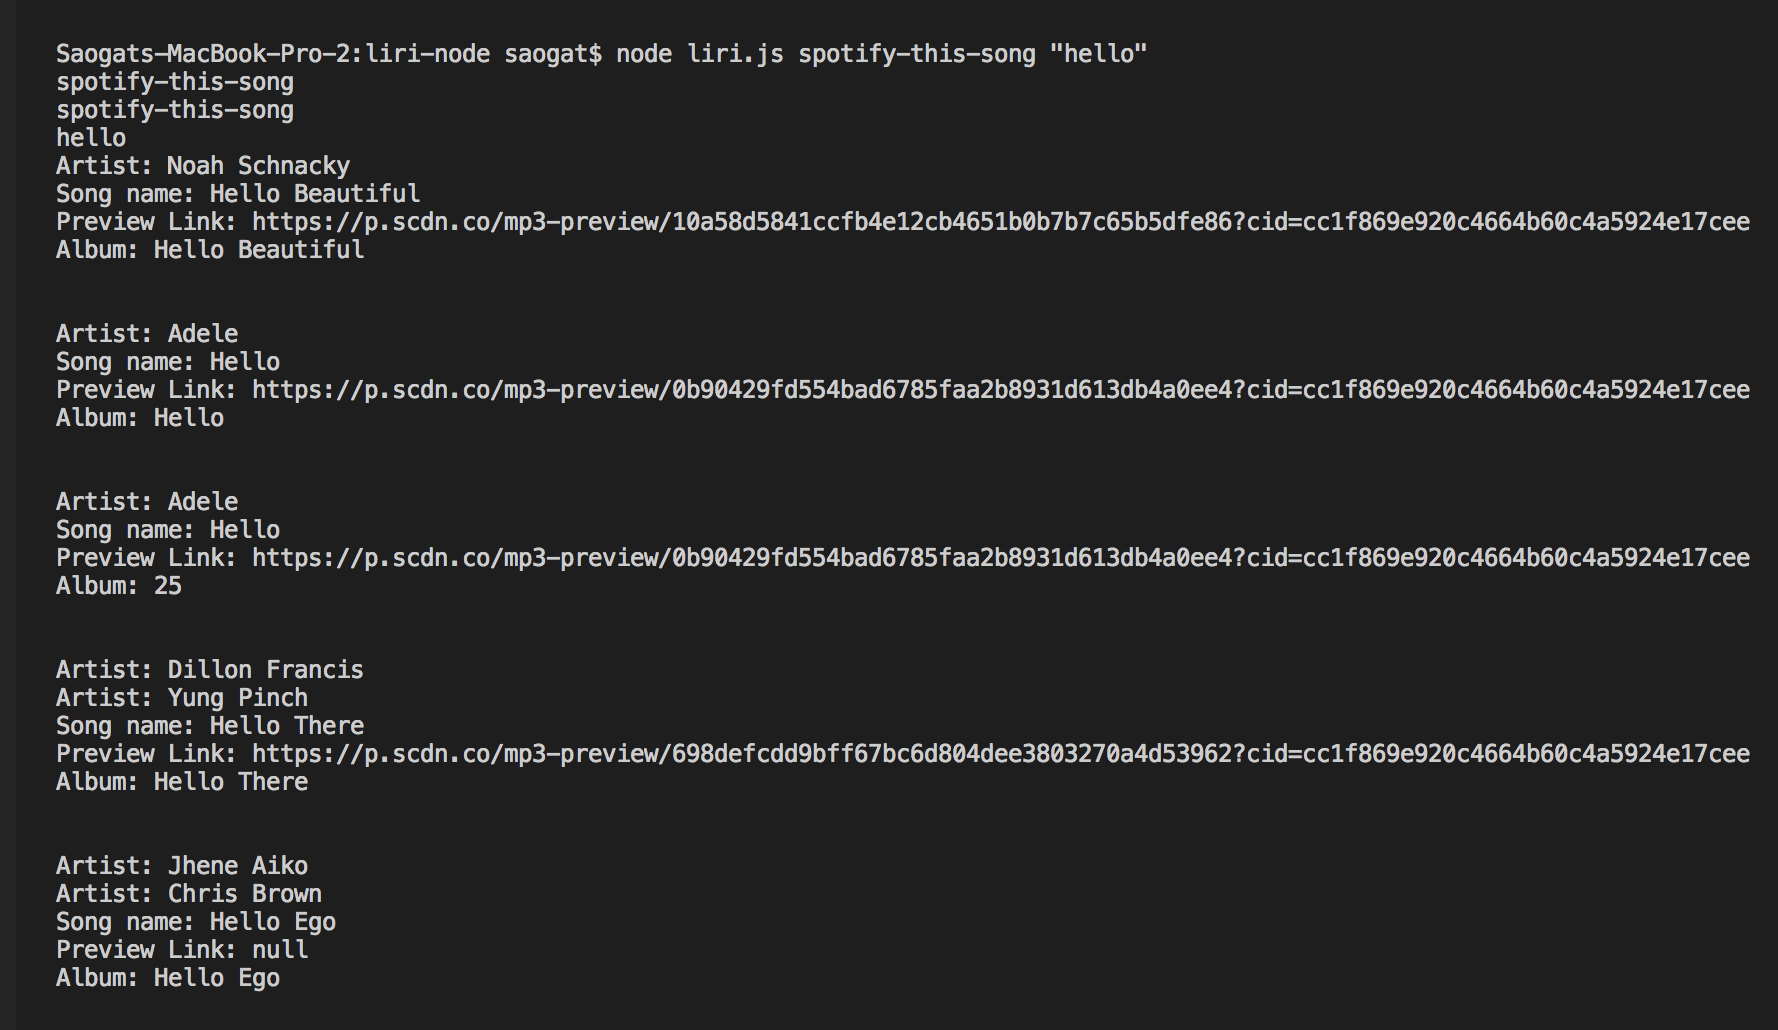 Saogats-MacBook-Pro-2:liri-node saogat$ node liri.js spotify-this-song "hello"
spotify-this-song
spotify-this-song
hello
Artist: Noah Schnacky
Song name: Hello Beautiful
Preview Link: https://p.scdn.co/mp3-preview/10a58d5841ccfb4e12cb4651b0b7b7c65b5dfe86?cid=cc1f869e920c4664b60c4a5924e17cee
Album: Hello Beautiful
Artist: Adele
Song name: Hello
Preview Link: https://p.scdn.co/mp3-preview/0b90429fd554bad6785faa2b8931d613db4a0ee4?cid=cc1f869e920c4664b60c4a5924e17cee
Album: Hello
Artist: Adele
Song name: Hello
Preview Link: https://p.scdn.co/mp3-preview/0b90429fd554bad6785faa2b8931d613db4a0ee4?cid=cc1f869e920c4664b60c4a5924e17cee
Album: 25
Artist: Dillon Francis
Artist: Yung Pinch
Song name: Hello There
Preview Link: https://p.scdn.co/mp3-preview/698defcdd9bff67bc6d804dee3803270a4d53962?cid=cc1f869e920c4664b60c4a5924e17cee
Album: Hello There
Artist: Jhene Aiko
Artist: Chris Brown
Song name: Hello Ego
Preview Link: null
Album: Hello Ego